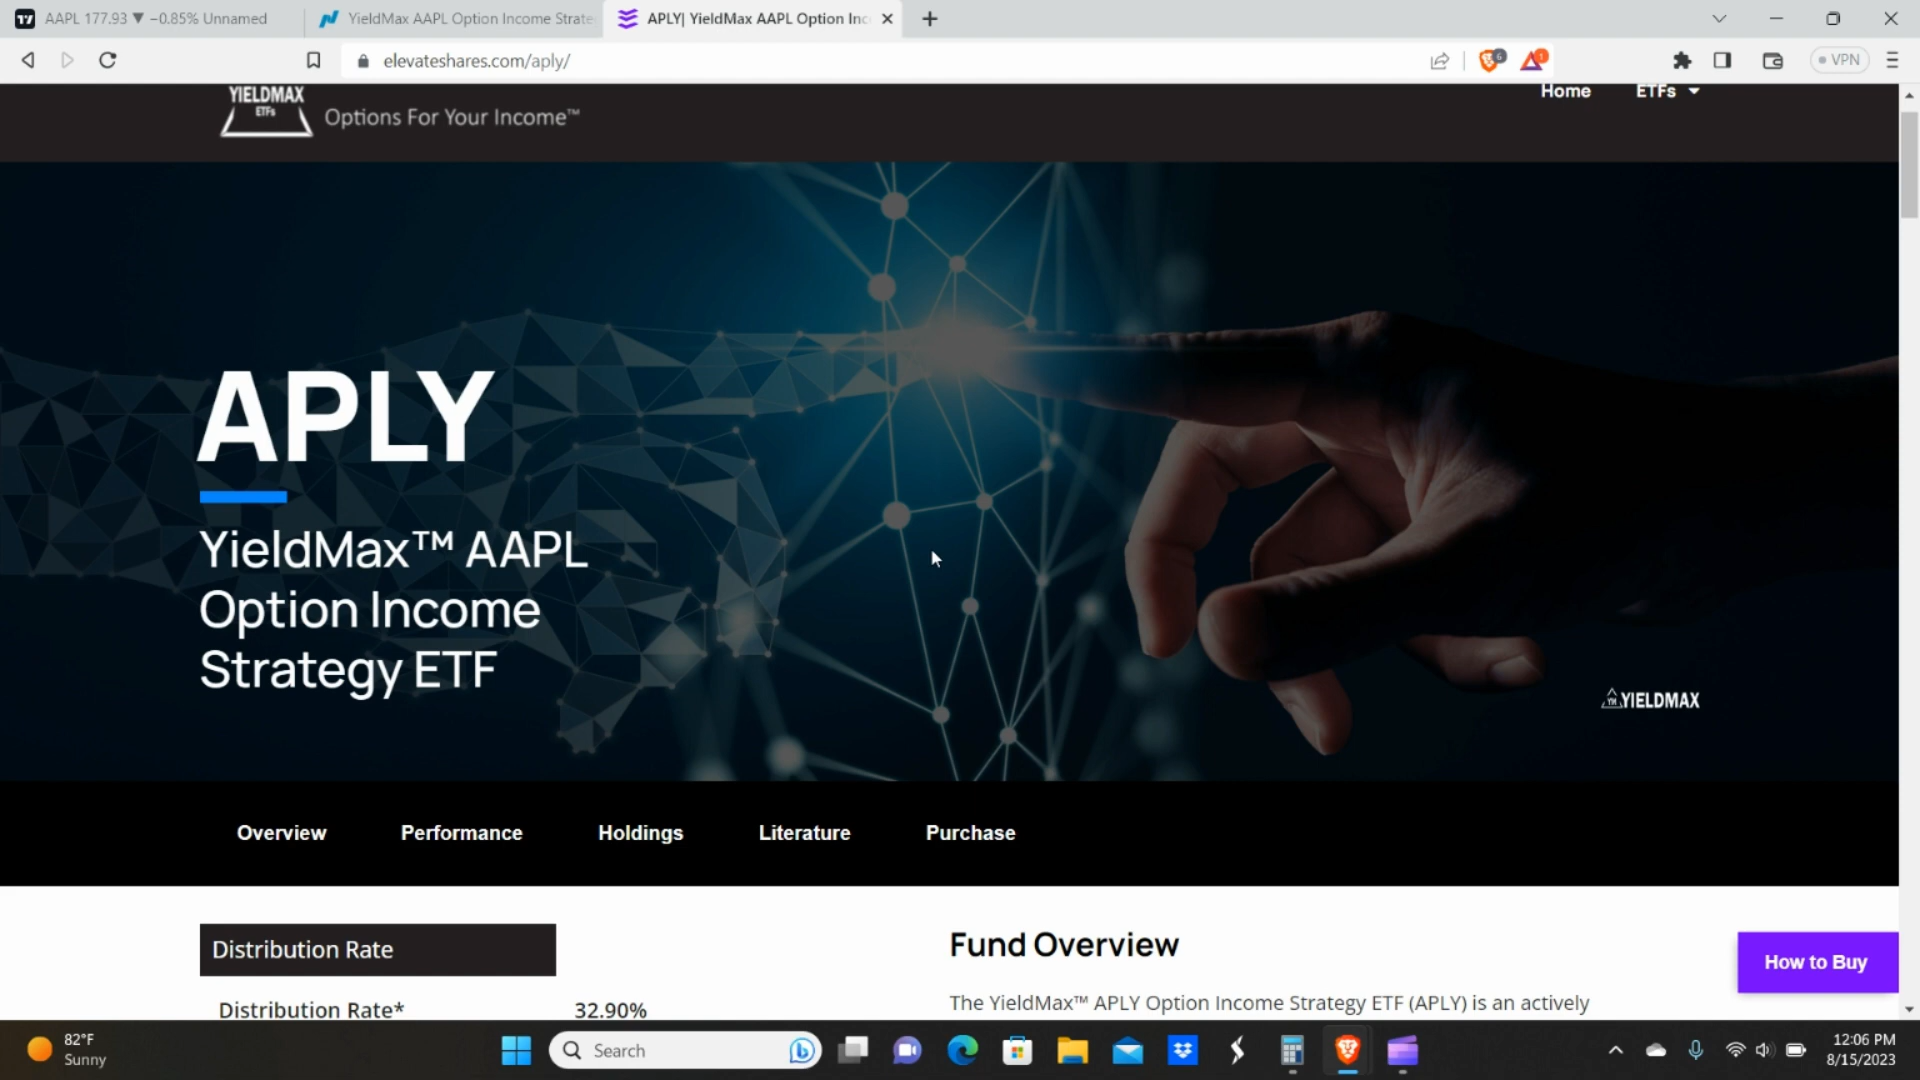 AAPL 177.93 ▼ −0.85% Unnamed
YieldMax AAPL Option Income Strate
APLY| YieldMax AAPL Option Inc
elevateshares.com/aply/
6
1
VPN
YIELDMAX
ETFs
Options For Your Income™
Home
ETFs
APLY
YieldMax™ AAPL
Option Income
Strategy ETF
YM YIELDMAX
Overview
Performance
Holdings
Literature
Purchase
Distribution Rate
Distribution Rate* 32.90%
Fund Overview
The YieldMax™ APLY Option Income Strategy ETF (APLY) is an actively
How to Buy
82°F
Sunny
Search
12:06 PM
8/15/2023